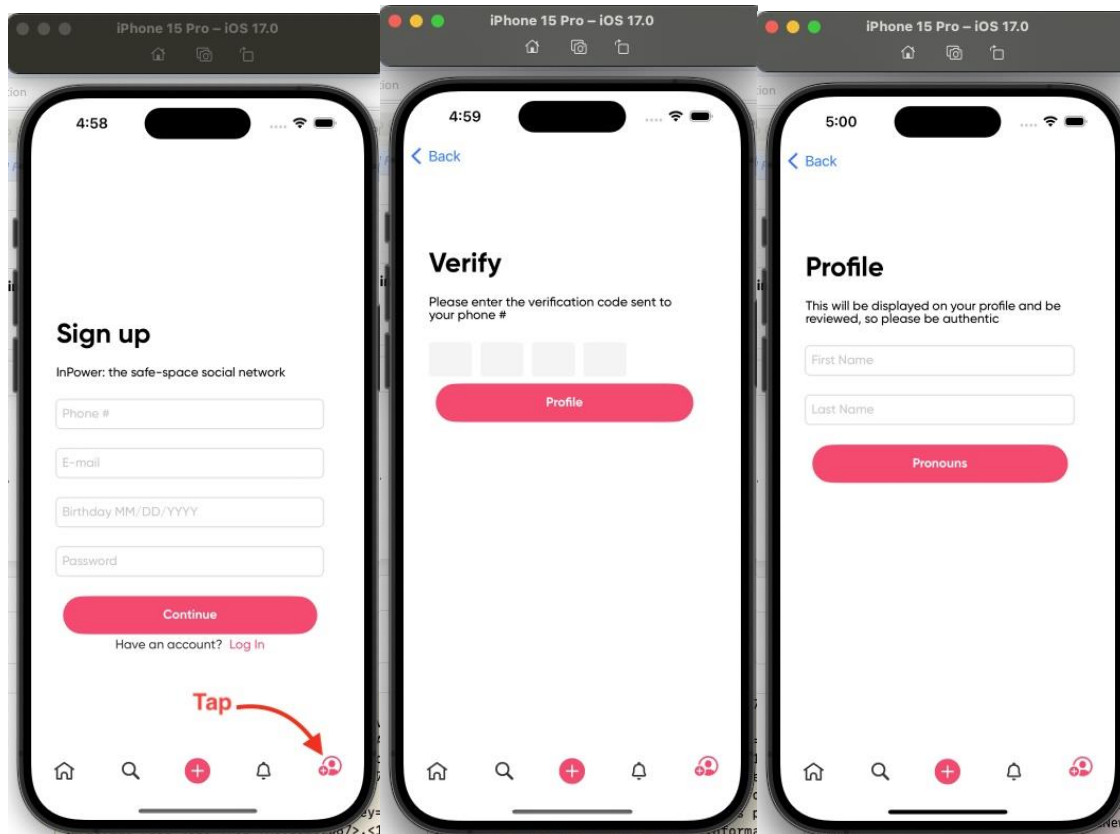 iPhone 15 Pro – iOS 17.0
4:58
Sign up
InPower: the safe-space social network
Phone #
E-mail
Birthday MM/DD/YYYY
Password
Continue
Have an account? Log In
Tap
iPhone 15 Pro – iOS 17.0
4:59
Back
Verify
Please enter the verification code sent to
your phone #
Profile
iPhone 15 Pro – iOS 17.0
5:00
Back
Profile
This will be displayed on your profile and be
reviewed, so please be authentic
First Name
Last Name
Pronouns